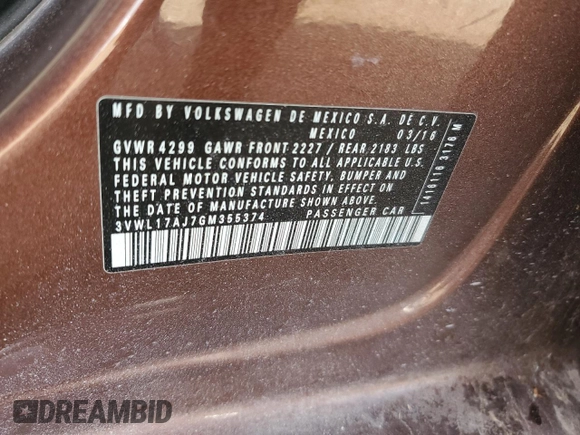 MFD BY VOLKSWAGEN DE MEXICO S.A. DE C.V.
MEXICO 03/16
GVWR 4299 GAWR FRONT 2227 / REAR 2183 LBS
THIS VEHICLE CONFORMS TO ALL APPLICABLE U.S.
FEDERAL MOTOR VEHICLE SAFETY, BUMPER AND
THEFT PREVENTION STANDARDS IN EFFECT ON
THE DATE OF MANUFACTURE SHOWN ABOVE.
3VWL17AJ7GM355374 PASSENGER CAR
1416116 3176 M
DREAMBID